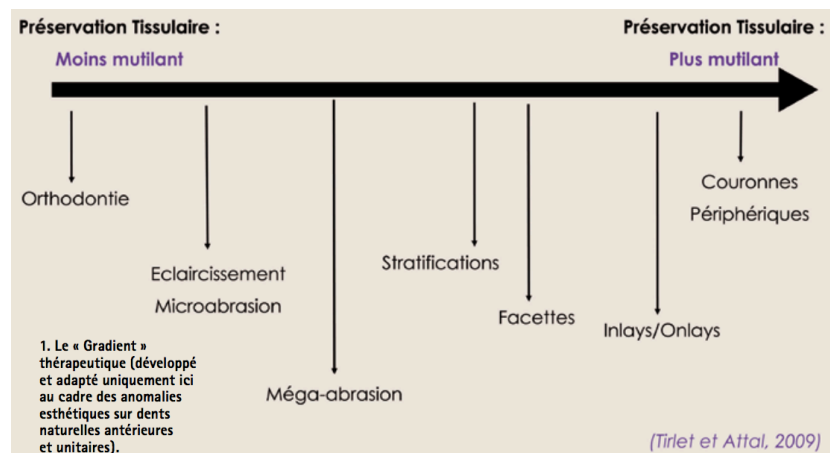 Préservation Tissulaire :
Moins mutilant
Préservation Tissulaire :
Plus mutilant
Orthodontie
Eclaircissement
Microabrasion
Méga-abrasion
Stratifications
Facettes
Inlays/Onlays
Couronnes
Périphériques
1. Le « Gradient »
thérapeutique (développé
et adapté uniquement ici
au cadre des anomalies
esthétiques sur dents
naturelles antérieures
et unitaires).
(Tirlet et Attal, 2009)